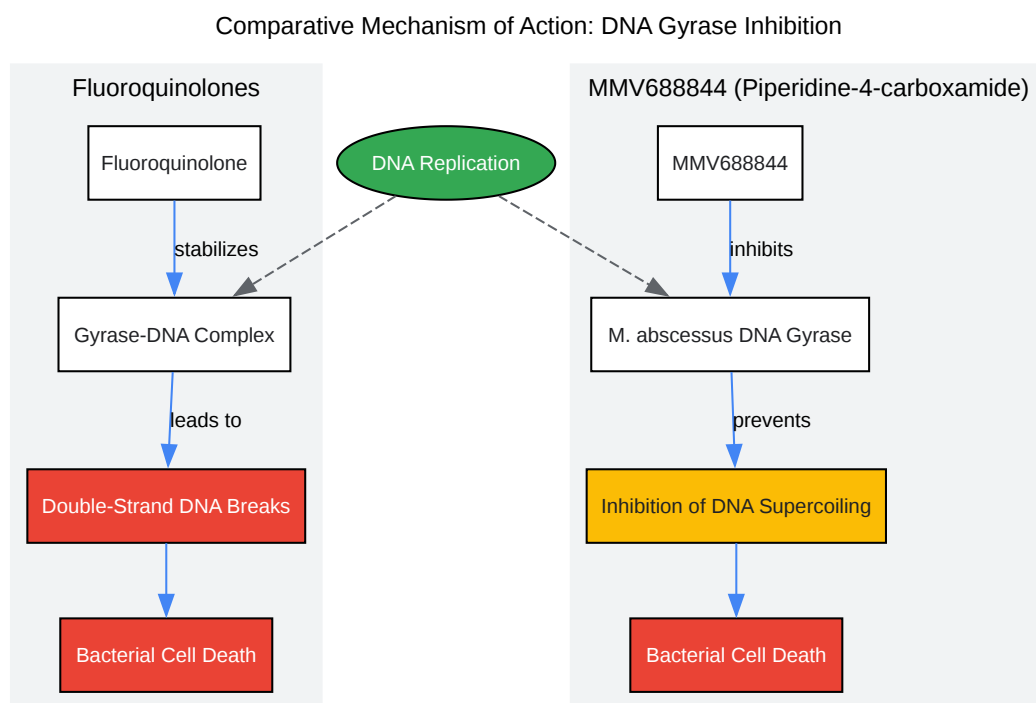 Comparative Mechanism of Action: DNA Gyrase Inhibition
Fluoroquinolones
Fluoroquinolone
stabilizes
Gyrase-DNA Complex
leads to
Double-Strand DNA Breaks
Bacterial Cell Death
DNA Replication
MMV688844 (Piperidine-4-carboxamide)
MMV688844
inhibits
M. abscessus DNA Gyrase
prevents
Inhibition of DNA Supercoiling
Bacterial Cell Death